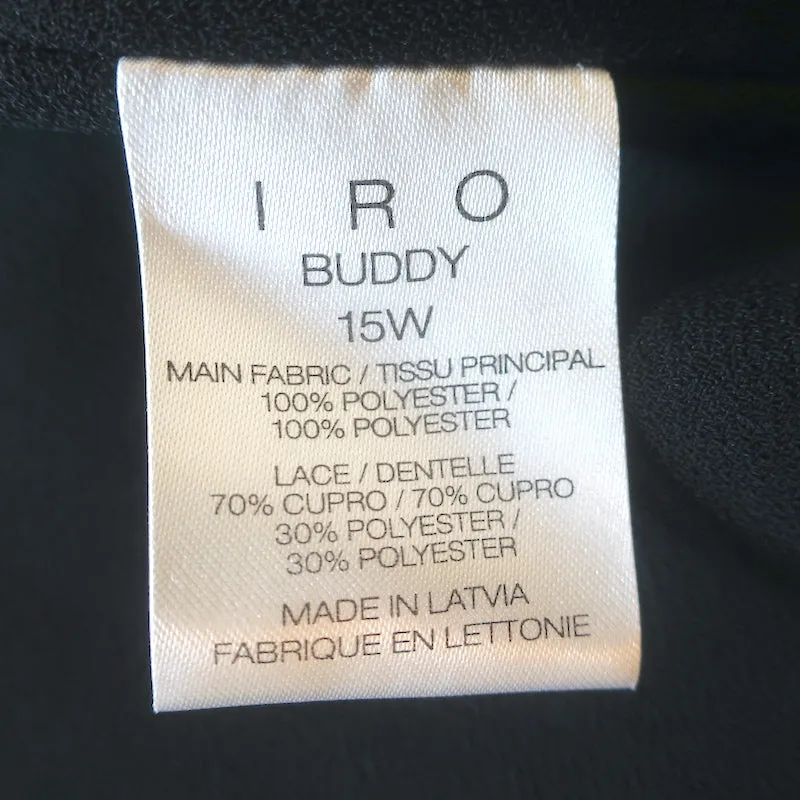 I R O
BUDDY
15W
MAIN FABRIC / TISSU PRINCIPAL
100% POLYESTER /
100% POLYESTER
LACE / DENTELLE
70% CUPRO / 70% CUPRO
30% POLYESTER /
30% POLYESTER
MADE IN LATVIA
FABRIQUE EN LETTONIE